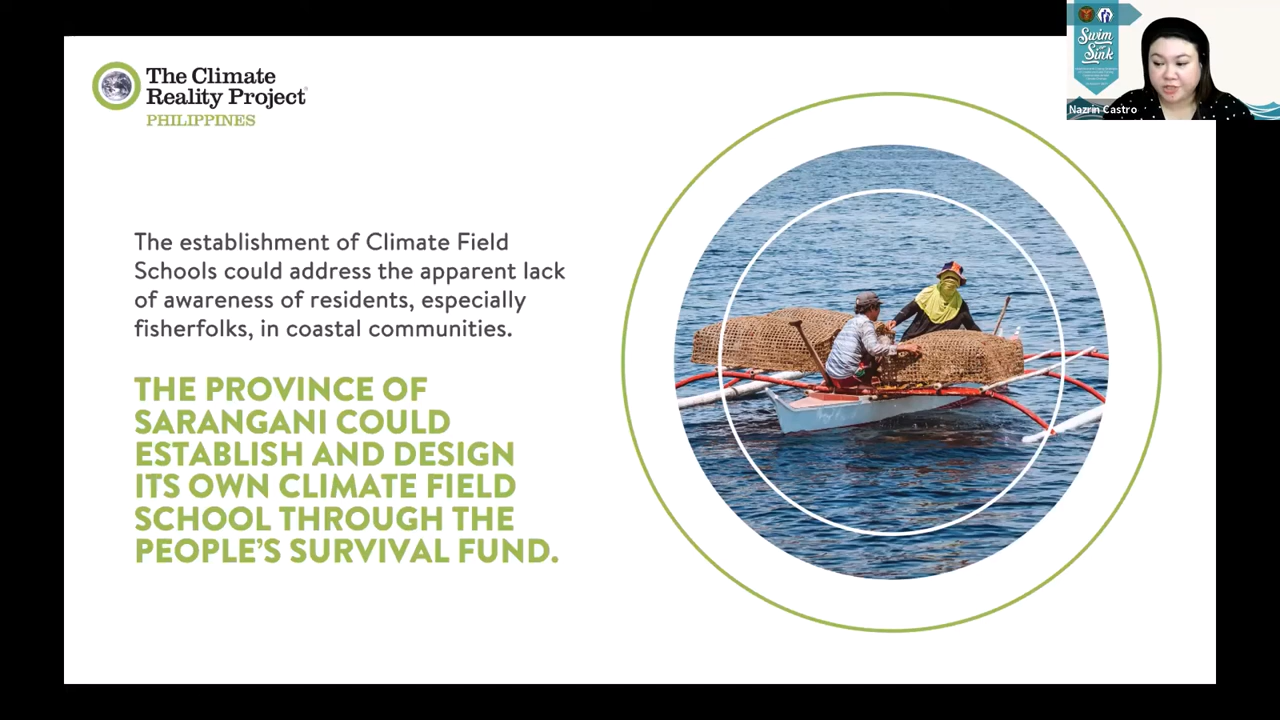 The Climate
Reality Project
PHILIPPINES
Swim
Sink
Nazrin Castro
The establishment of Climate Field
Schools could address the apparent lack
of awareness of residents, especially
fisherfolks, in coastal communities.
THE PROVINCE OF
SARANGANI COULD
ESTABLISH AND DESIGN
ITS OWN CLIMATE FIELD
SCHOOL THROUGH THE
PEOPLE’S SURVIVAL FUND.